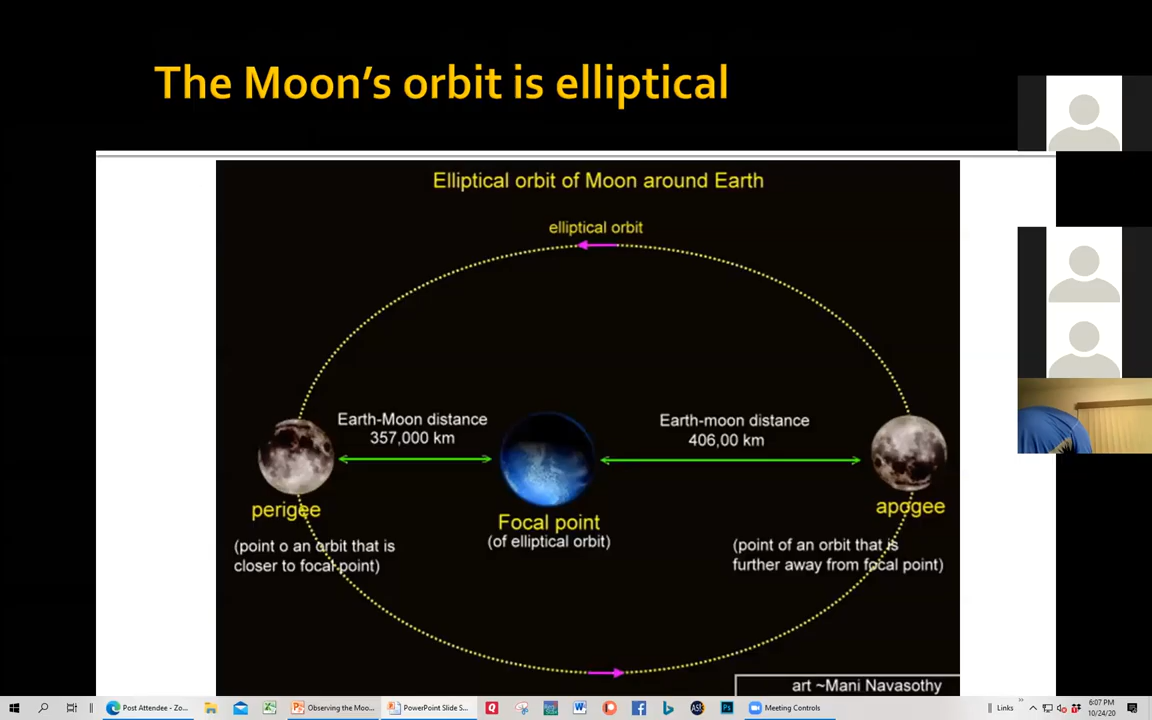 The Moon's orbit is elliptical
Elliptical orbit of Moon around Earth
elliptical orbit
Earth-Moon distance
357,000 km
Earth-moon distance
406,00 km
perigee
(point o an orbit that is
closer to focal point)
Focal point
(of elliptical orbit)
apogee
(point of an orbit that is
further away from focal point)
art ~Mani Navasothy
Post Attendee - Zo...
Observing the Moo...
PowerPoint Slide S...
Meeting Controls
Links
6:07 PM
10/24/20